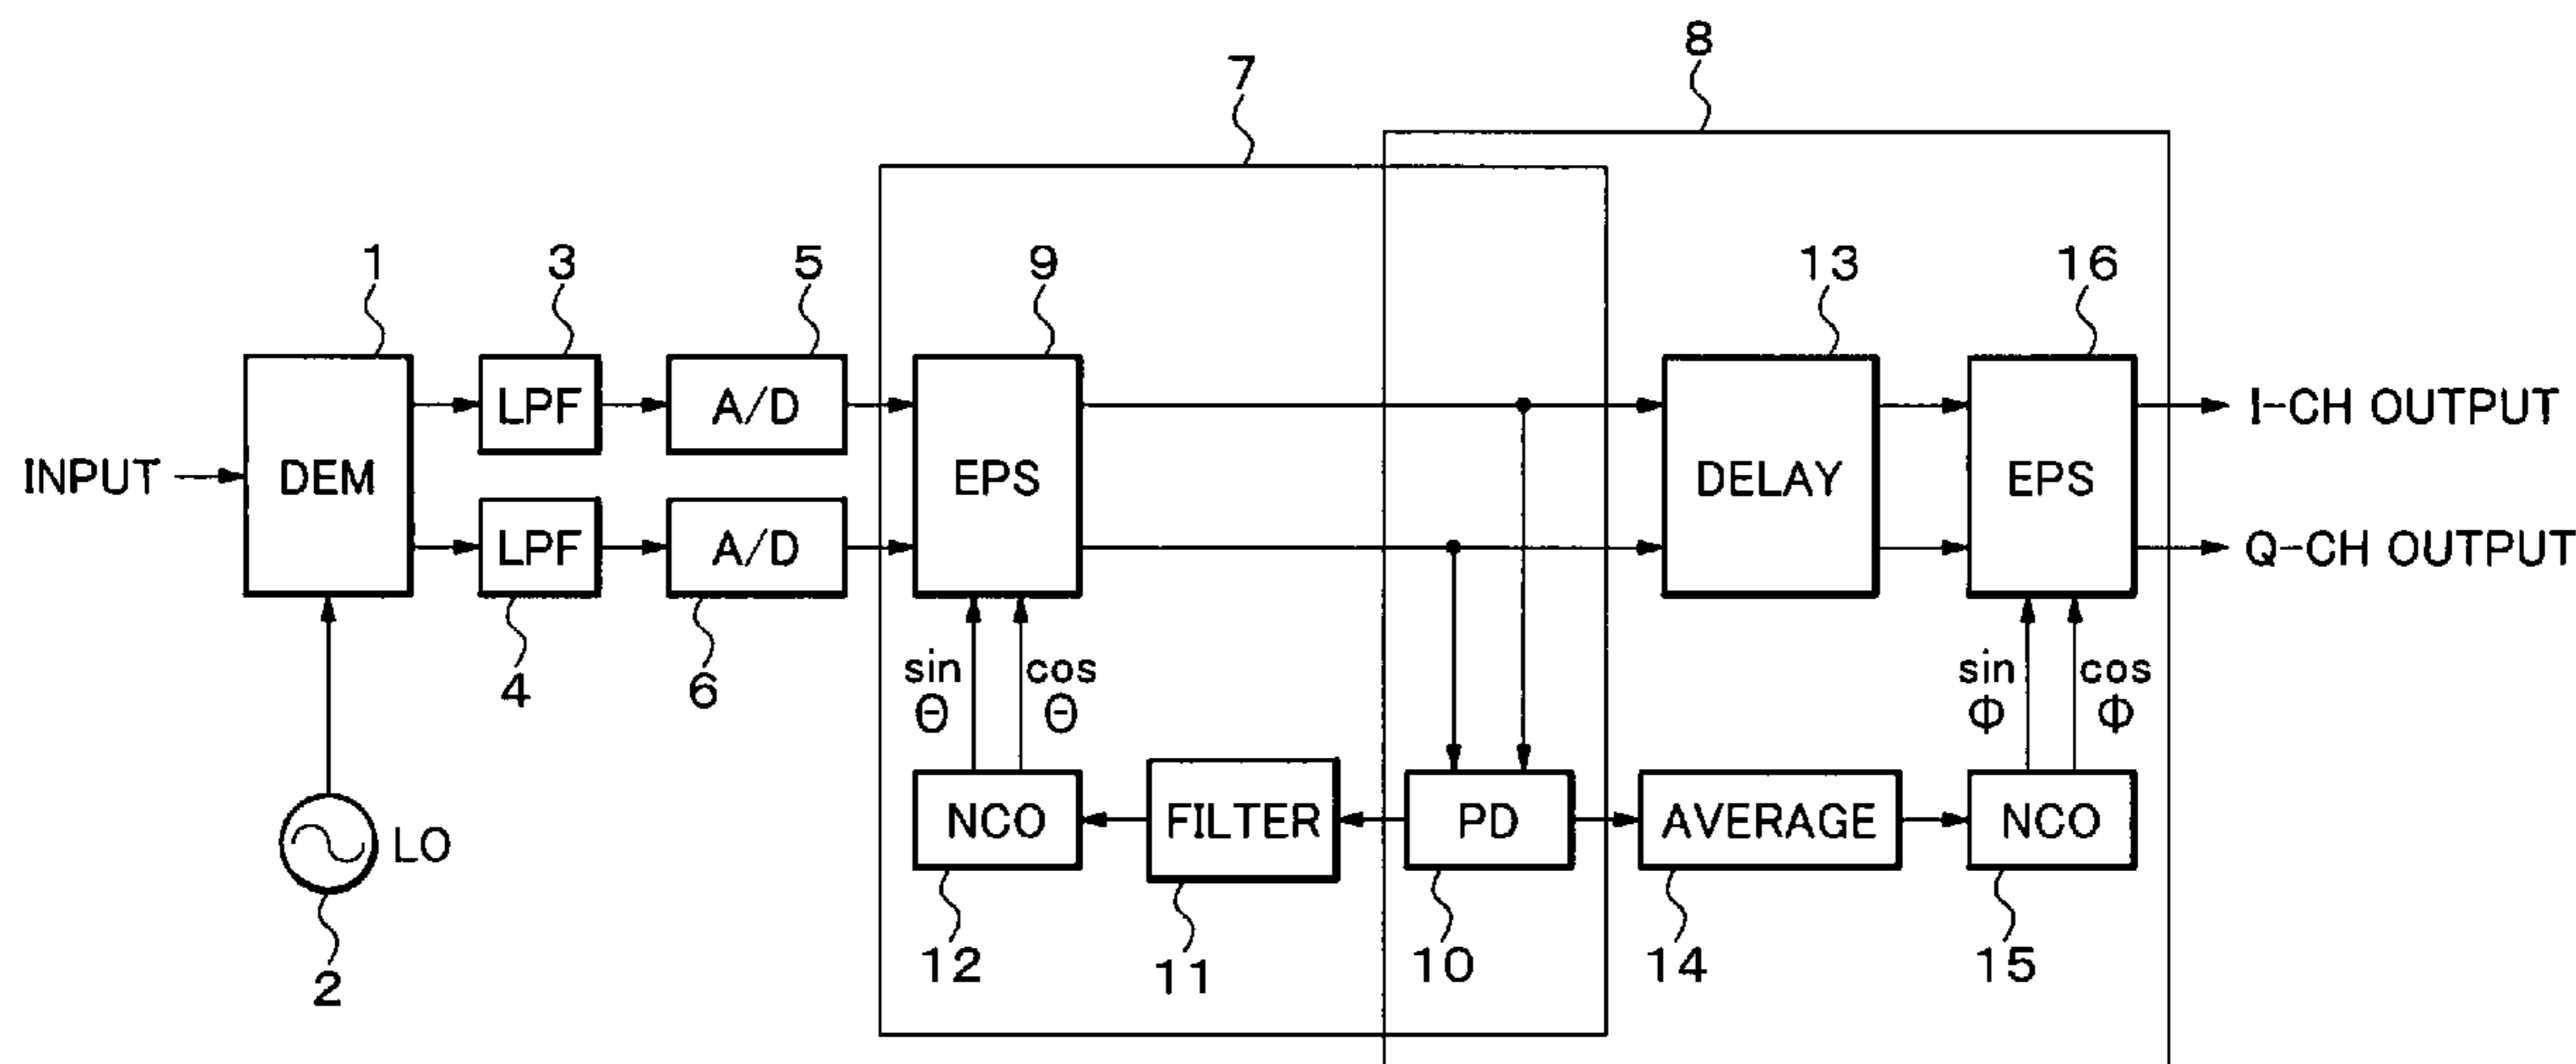 8
7
1
3
5
9
13
16
INPUT
DEM
LPF
A/D
EPS
DELAY
EPS
I-CH OUTPUT
LPF
A/D
Q-CH OUTPUT
4
6
sin Θ
cos Θ
sin Φ
cos Φ
LO
NCO
FILTER
PD
AVERAGE
NCO
2
12
11
10
14
15